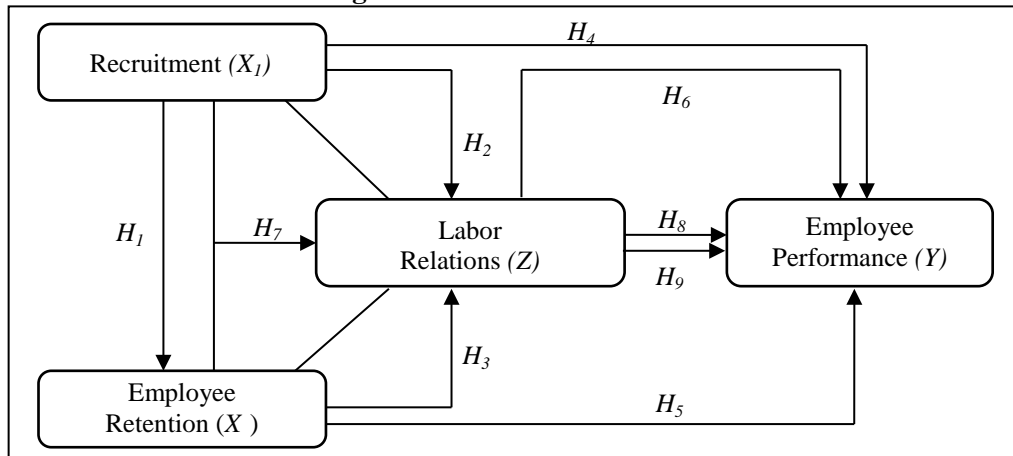 Recruitment (X1)
H4
H6
H2
H1
H7
Labor
Relations (Z)
H8
H9
Employee
Performance (Y)
H3
Employee
Retention (X )
H5